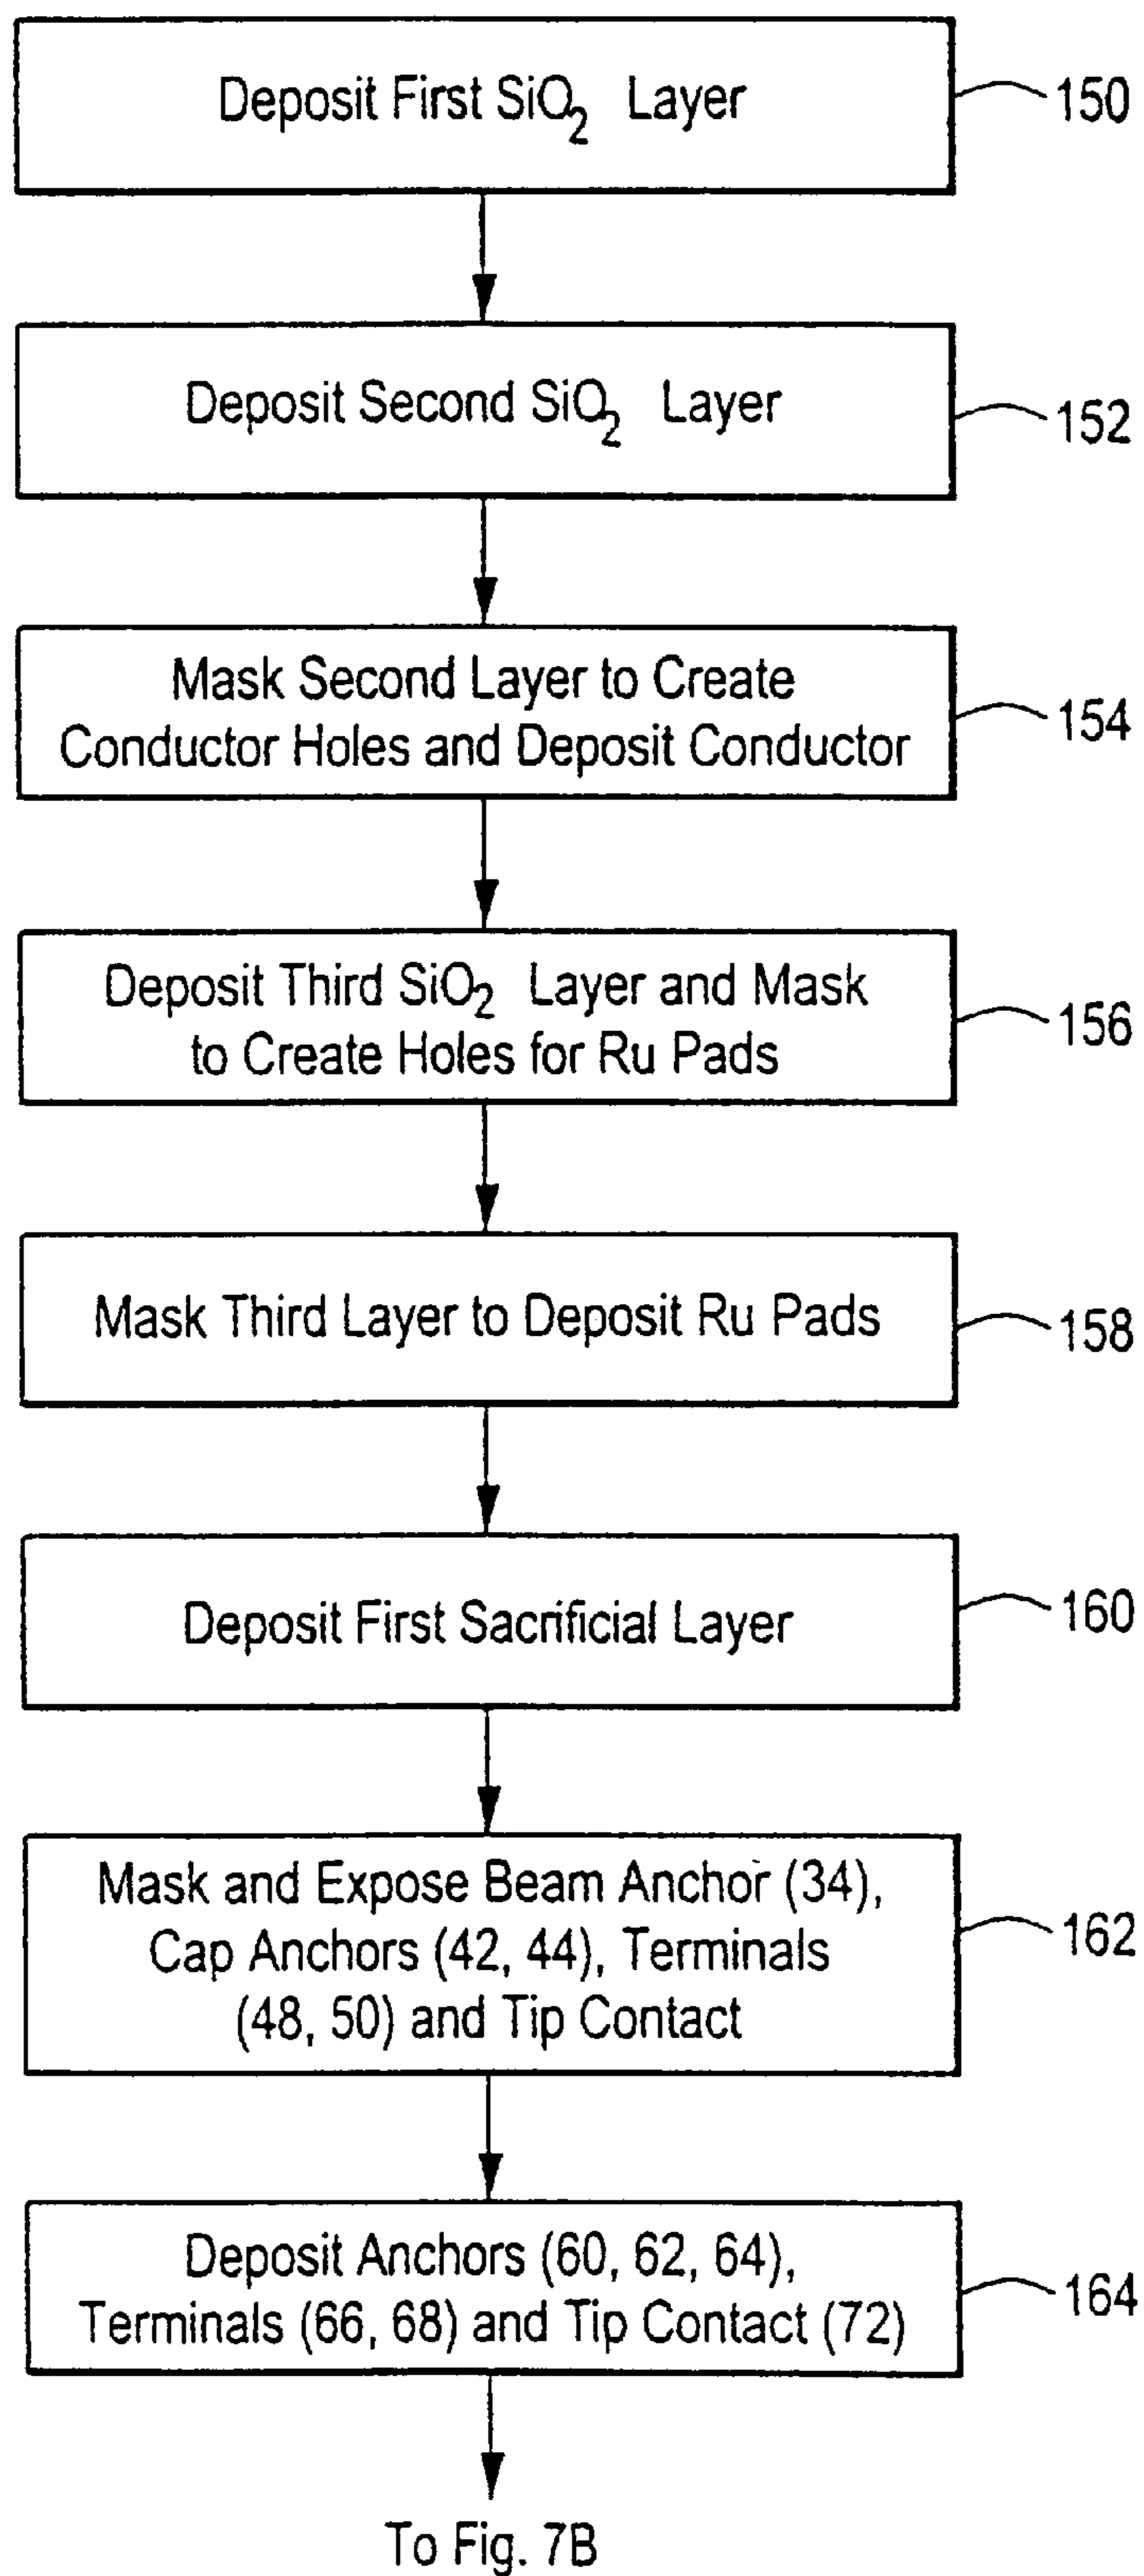 Deposit First SiO₂ Layer
150
Deposit Second SiO₂ Layer
152
Mask Second Layer to Create
Conductor Holes and Deposit Conductor
154
Deposit Third SiO₂ Layer and Mask
to Create Holes for Ru Pads
156
Mask Third Layer to Deposit Ru Pads
158
Deposit First Sacrificial Layer
160
Mask and Expose Beam Anchor (34),
Cap Anchors (42, 44), Terminals
(48, 50) and Tip Contact
162
Deposit Anchors (60, 62, 64),
Terminals (66, 68) and Tip Contact (72)
164
To Fig. 7B